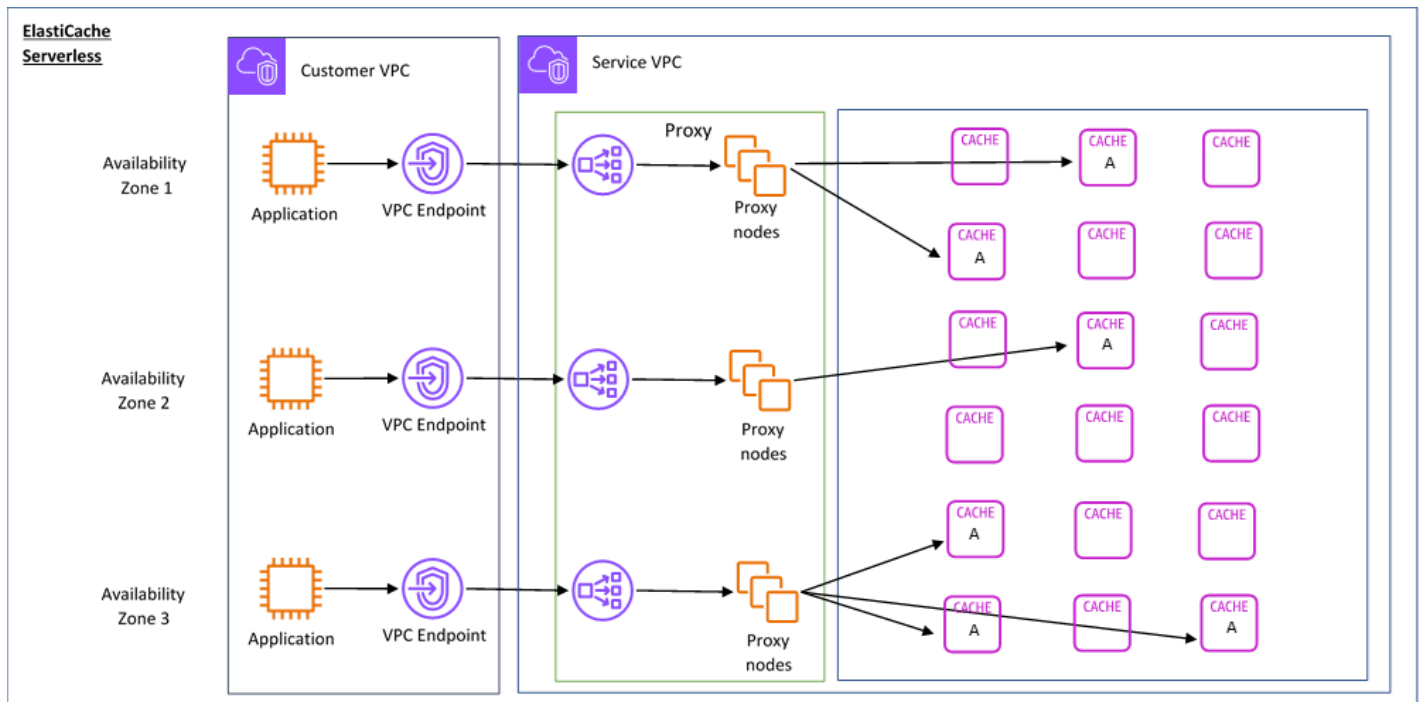 ElastiCache
Serverless
Customer VPC
Service VPC
Availability
Zone 1
Application
VPC Endpoint
Proxy
Proxy
nodes
CACHE
CACHE
A
CACHE
CACHE
A
CACHE
CACHE
Availability
Zone 2
Application
VPC Endpoint
Proxy
nodes
CACHE
CACHE
A
CACHE
CACHE
CACHE
CACHE
Availability
Zone 3
Application
VPC Endpoint
Proxy
nodes
CACHE
A
CACHE
CACHE
CACHE
A
CACHE
CACHE
A